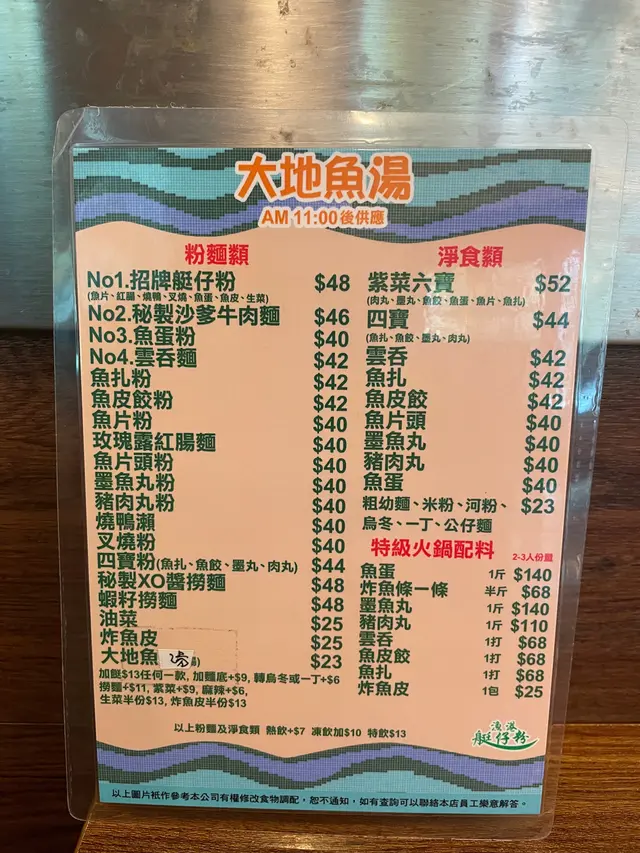 大地魚湯
AM 11:00後供應
粉麵類
No1.招牌艇仔粉 $48
(魚片、紅腸、燒鴨、叉燒、魚蛋、魚皮、生菜)
No2.秘製沙爹牛肉麵 $46
No3.魚蛋粉 $40
No4.雲吞麵 $42
魚扎粉 $42
魚皮餃粉 $42
魚片粉 $40
玫瑰露紅腸麵 $40
魚片頭粉 $40
墨魚丸粉 $40
豬肉丸粉 $40
燒鴨瀨 $40
叉燒粉 $40
四寶粉(魚扎、魚餃、墨丸、肉丸) $44
秘製XO醬撈麵 $48
蝦籽撈麵 $48
油菜 $25
炸魚皮 $25
大地魚湯 $23
加餸$13任何一款, 加麵底+$9, 轉烏冬或一丁+$6
撈麵+$11, 紫菜+$9, 麻辣+$6,
生菜半份$13, 炸魚皮半份$13
淨食類
紫菜六寶 $52
(肉丸、墨丸、魚餃、魚蛋、魚片、魚扎)
四寶 $44
(魚扎、魚餃、墨丸、肉丸)
雲吞 $42
魚扎 $42
魚皮餃 $42
魚片頭 $40
墨魚丸 $40
豬肉丸 $40
魚蛋 $40
粗幼麵、米粉、河粉、 $23
烏冬、一丁、公仔麵
特級火鍋配料 2-3人份量
魚蛋 1斤 $140
炸魚條一條 半斤 $68
墨魚丸 1斤 $140
豬肉丸 1斤 $110
雲吞 1打 $68
魚皮餃 1打 $68
魚扎 1打 $68
炸魚皮 1包 $25
以上粉麵及淨食類 熱飲+$7 凍飲加$10 特飲$13
漁港
艇仔粉
以上圖片祇作參考本公司有權修改食物調配，恕不通知，如有查詢可以聯絡本店員工樂意解答。